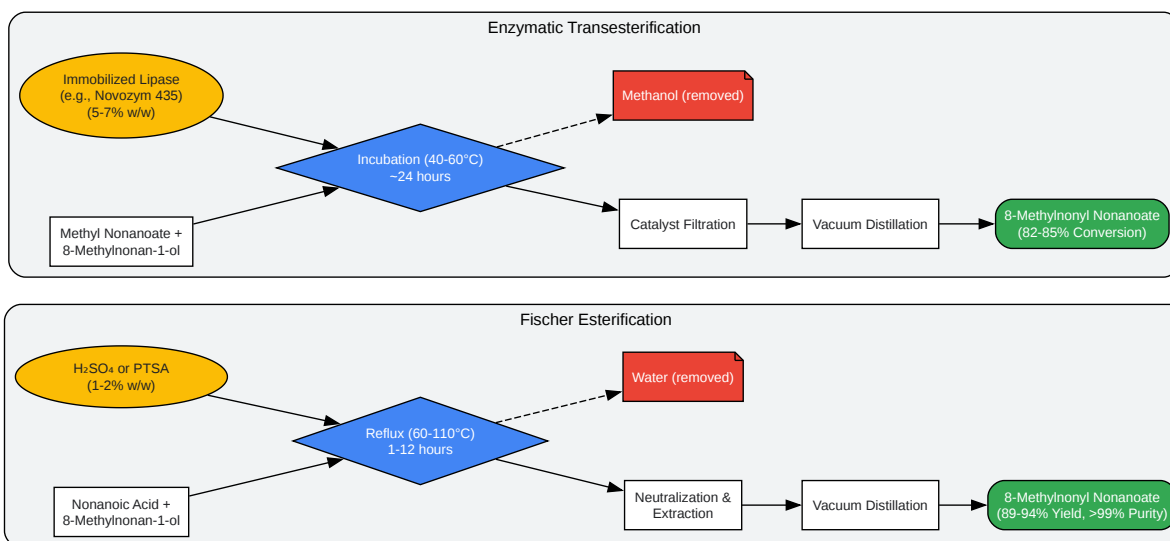 Enzymatic Transesterification
Immobilized Lipase
(e.g., Novozym 435)
(5-7% w/w)
Methanol (removed)
Incubation (40-60°C)
~24 hours
Methyl Nonanoate +
8-Methylnonan-1-ol
Catalyst Filtration
Vacuum Distillation
8-Methylnonyl Nonanoate
(82-85% Conversion)
Fischer Esterification
H₂SO₄ or PTSA
(1-2% w/w)
Water (removed)
Reflux (60-110°C)
1-12 hours
Nonanoic Acid +
8-Methylnonan-1-ol
Neutralization &
Extraction
Vacuum Distillation
8-Methylnonyl Nonanoate
(89-94% Yield, >99% Purity)